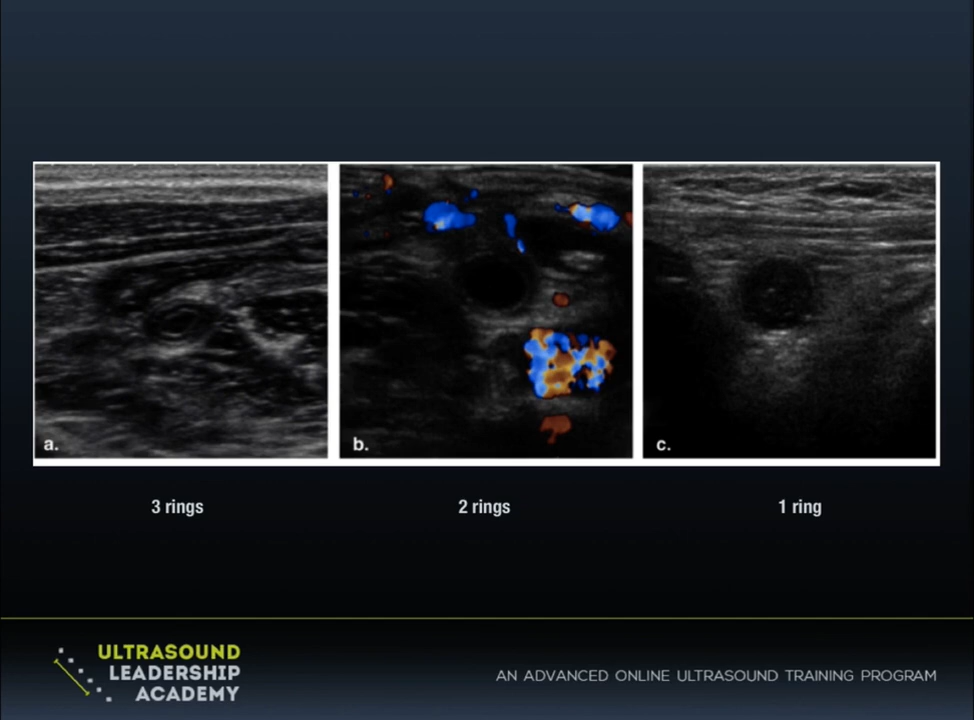 a.
b.
c.
3 rings
2 rings
1 ring
ULTRASOUND
LEADERSHIP
ACADEMY
AN ADVANCED ONLINE ULTRASOUND TRAINING PROGRAM